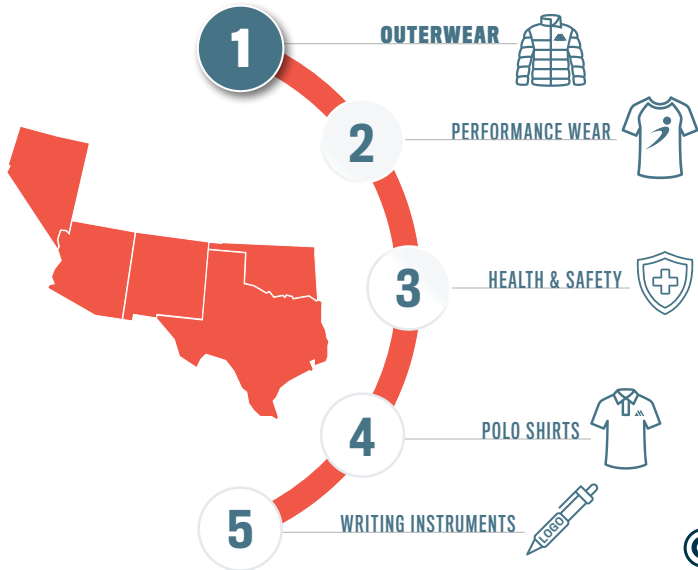 1
OUTERWEAR
2
PERFORMANCE WEAR
3
HEALTH & SAFETY
4
POLO SHIRTS
5
WRITING INSTRUMENTS
LOGO